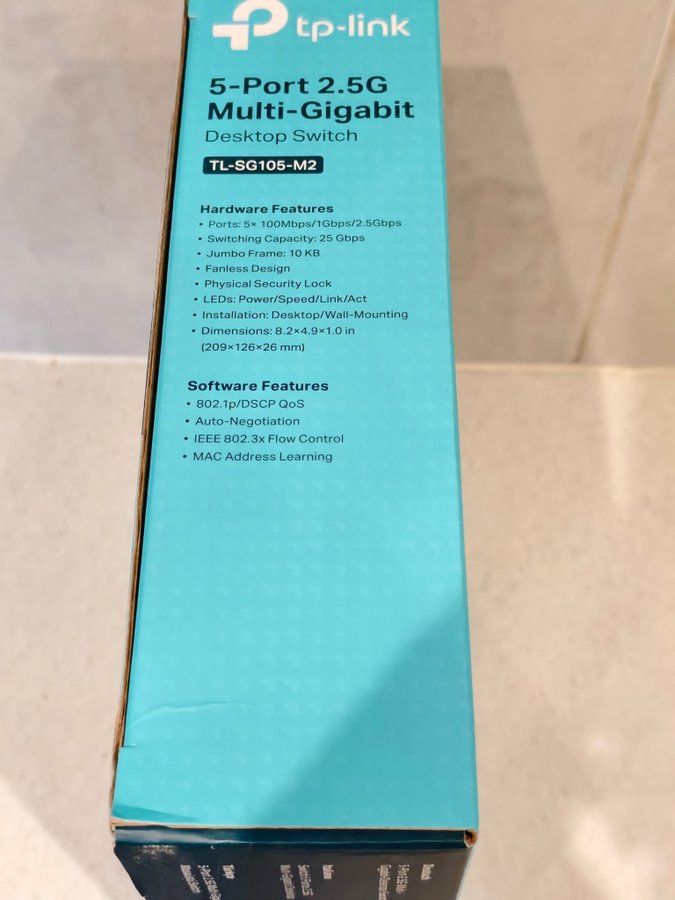 tp-link
5-Port 2.5G
Multi-Gigabit
Desktop Switch
TL-SG105-M2
Hardware Features
• Ports: 5× 100Mbps/1Gbps/2.5Gbps
• Switching Capacity: 25 Gbps
• Jumbo Frame: 10 KB
• Fanless Design
• Physical Security Lock
• LEDs: Power/Speed/Link/Act
• Installation: Desktop/Wall-Mounting
• Dimensions: 8.2×4.9×1.0 in
(209×126×26 mm)
Software Features
• 802.1p/DSCP QoS
• Auto-Negotiation
• IEEE 802.3x Flow Control
• MAC Address Learning